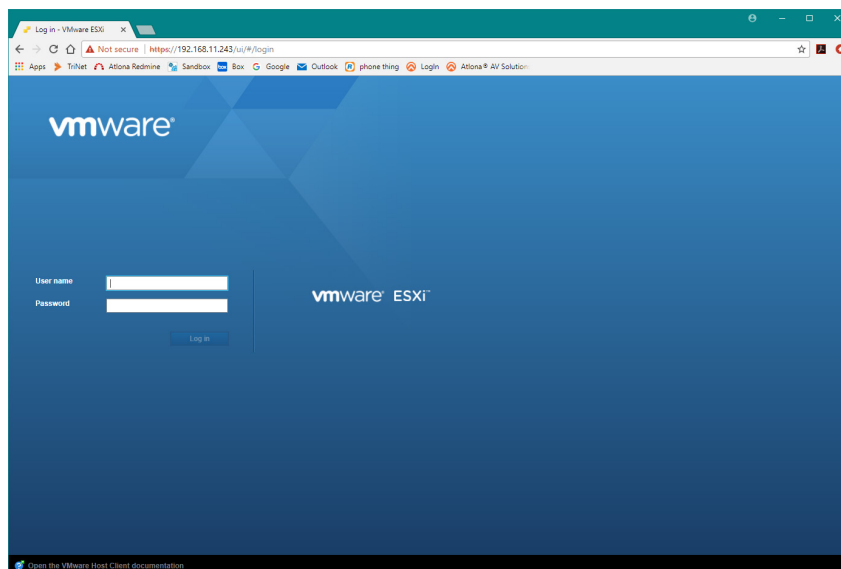 Log in - VMware ESXi
Not secure | https://192.168.11.243/ui/#/login
Apps TriNet Atlona Redmine Sandbox box Box G Google Outlook phone thing LogIn Atlona® AV Solution
vmware®
User name
Password
Log in
vmware® ESXi™
Open the VMware Host Client documentation